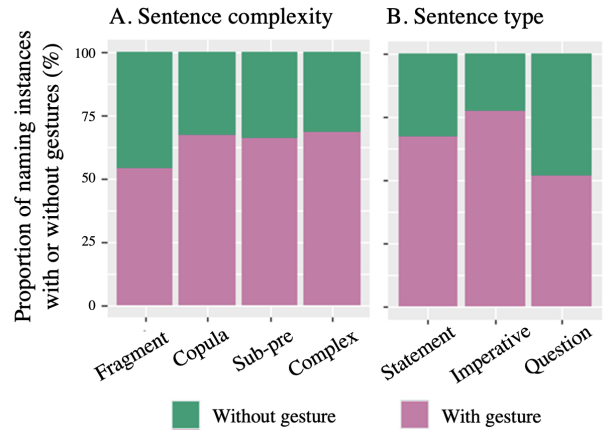 A. Sentence complexity
B. Sentence type
Proportion of naming instances
with or without gestures (%)
100
75
50
25
0
Fragment
Copula
Sub-pre
Complex
Statement
Imperative
Question
Without gesture
With gesture